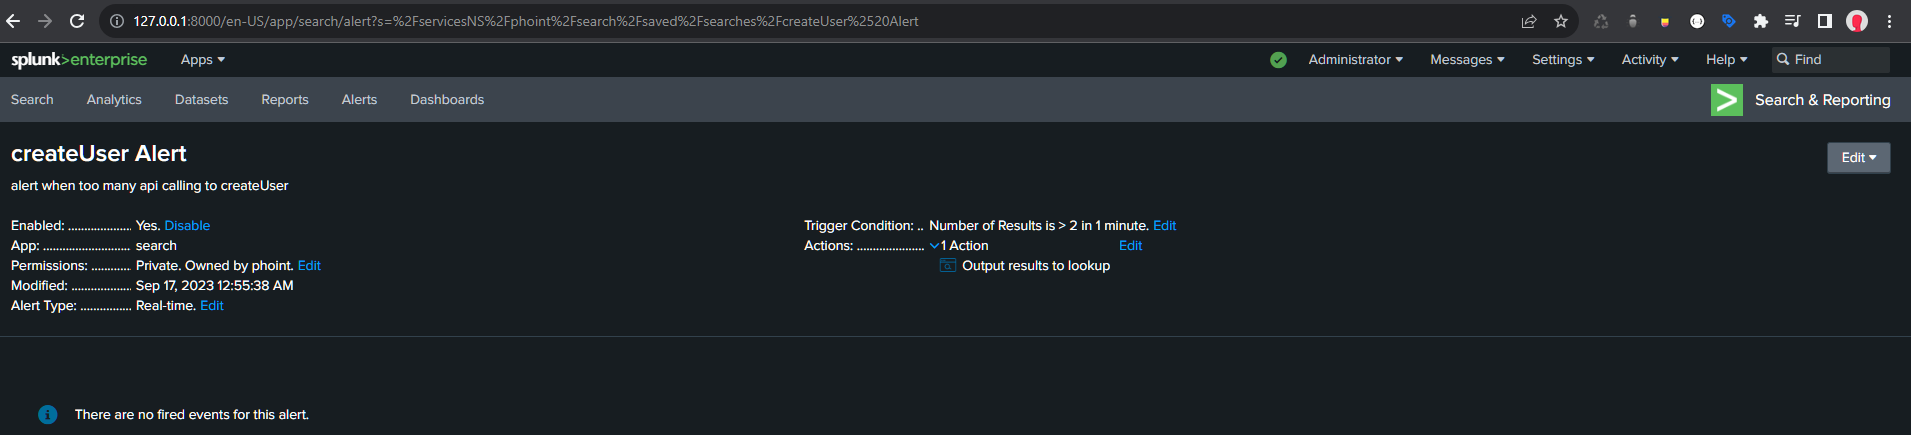 127.0.0.1:8000/en-US/app/search/alert?s=%2FservicesNS%2Fphoint%2Fsearch%2Fsaved%2Fsearches%2FcreateUser%2520Alert
splunk>enterprise Apps Administrator Messages Settings Activity Help Find
Search Analytics Datasets Reports Alerts Dashboards Search & Reporting
createUser Alert Edit
alert when too many api calling to createUser
Enabled: .................... Yes. Disable
App: ........................... search
Permissions: ............ Private. Owned by phoint. Edit
Modified: .................... Sep 17, 2023 12:55:38 AM
Alert Type: ................ Real-time. Edit
Trigger Condition: .. Number of Results is > 2 in 1 minute. Edit
Actions: ..................... 1 Action Edit
Output results to lookup
There are no fired events for this alert.